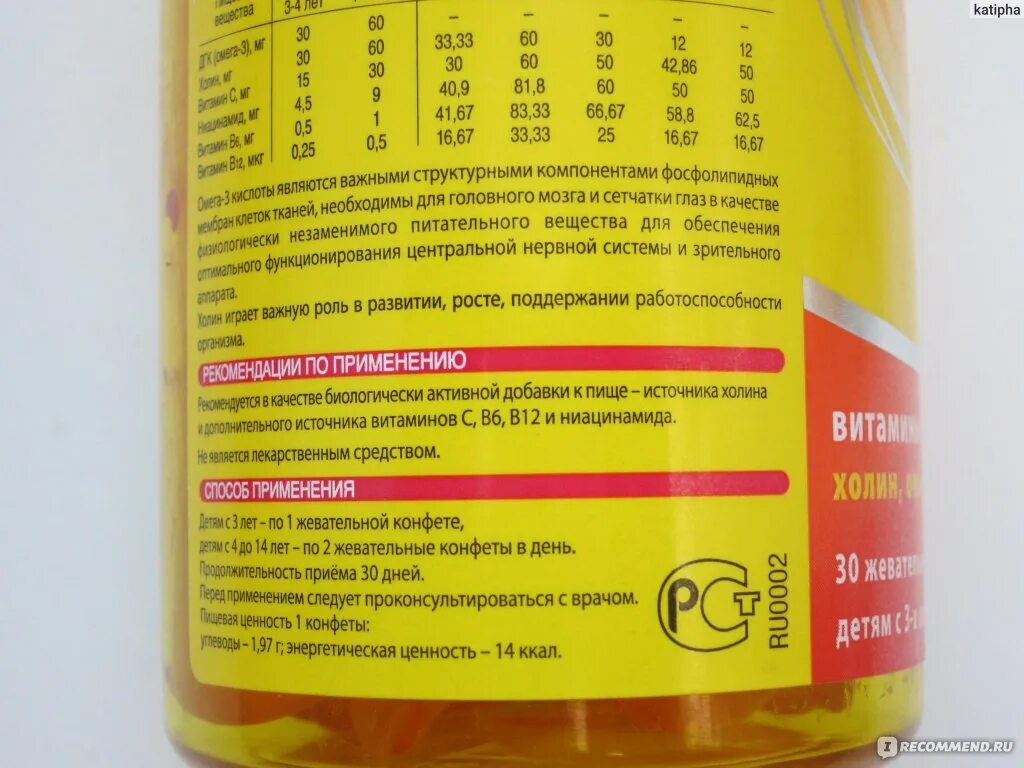 katipha
вещества 3-4 лет
ДГК (омега-3), мг 30 60 – – – – –
Холин, мг 30 60 33,33 60 30 12 12
Витамин С, мг 15 30 30 60 50 42,86 50
Ниацинамид, мг 4,5 9 40,9 81,8 60 50 50
Витамин В6, мг 0,5 1 41,67 83,33 66,67 58,8 62,5
Витамин В12, мкг 0,25 0,5 16,67 33,33 25 16,67 16,67
Омега-3 кислоты являются важными структурными компонентами фосфолипидных
мембран клеток тканей, необходимы для головного мозга и сетчатки глаз в качестве
физиологически незаменимого питательного вещества для обеспечения
оптимального функционирования центральной нервной системы и зрительного
аппарата.
Холин играет важную роль в развитии, росте, поддержании работоспособности
организма.
РЕКОМЕНДАЦИИ ПО ПРИМЕНЕНИЮ
Рекомендуется в качестве биологически активной добавки к пище – источника холина
и дополнительного источника витаминов С, В6, В12 и ниацинамида.
Не является лекарственным средством.
СПОСОБ ПРИМЕНЕНИЯ
Детям с 3 лет – по 1 жевательной конфете,
детям с 4 до 14 лет – по 2 жевательные конфеты в день.
Продолжительность приёма 30 дней.
Перед применением следует проконсультироваться с врачом.
Пищевая ценность 1 конфеты:
углеводы – 1,97 г; энергетическая ценность – 14 ккал.
РСТ
RU0002
холин,
30
детям с 3-х
IRECOMMEND.RU